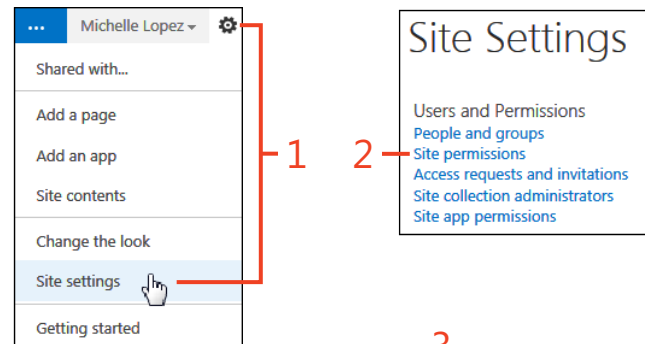 ... Michelle Lopez
Shared with...
Add a page
Add an app
Site contents
Change the look
Site settings
Getting started
1
Site Settings
Users and Permissions
2
People and groups
Site permissions
Access requests and invitations
Site collection administrators
Site app permissions